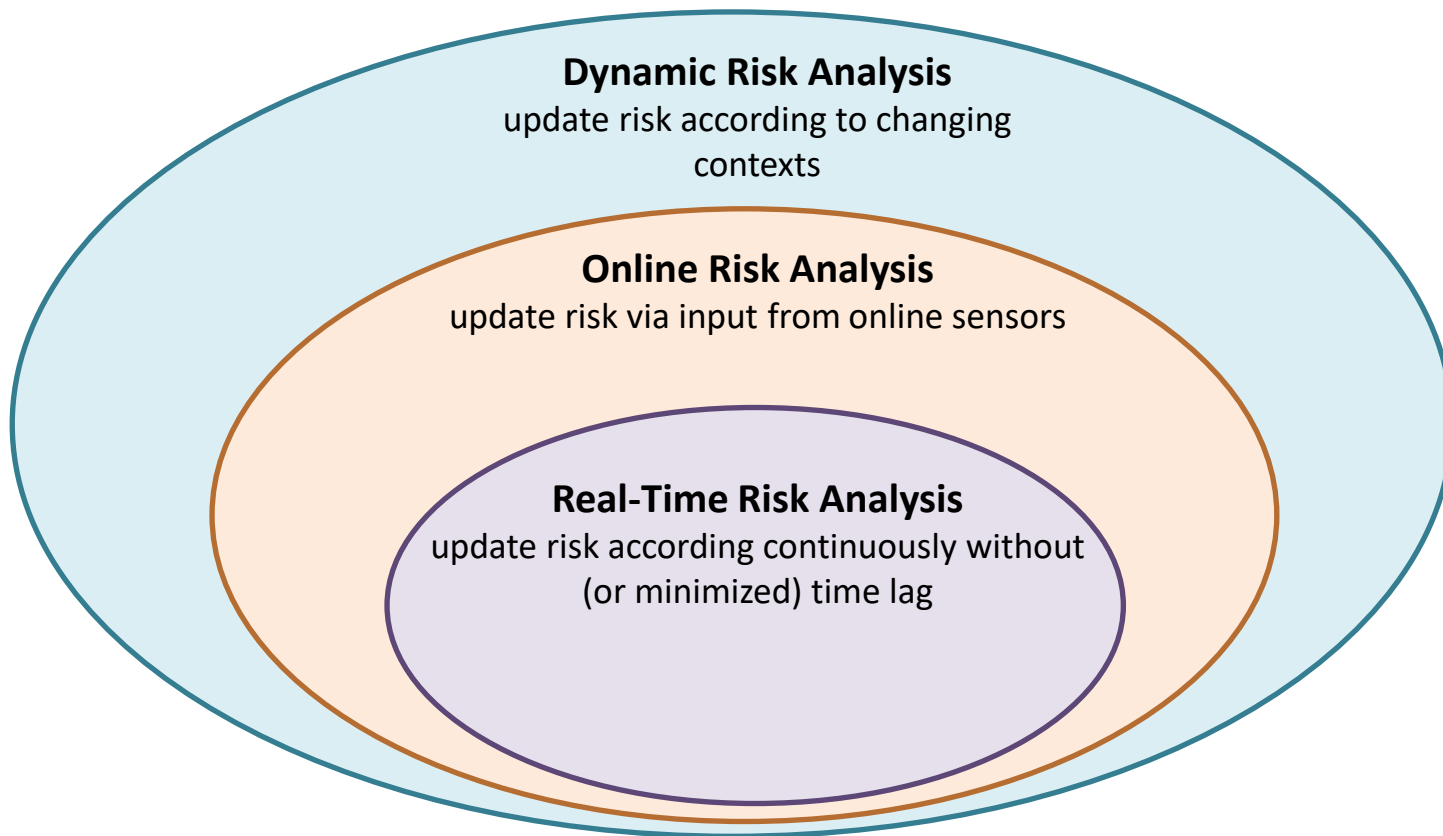 Dynamic Risk Analysis
update risk according to changing
contexts
Online Risk Analysis
update risk via input from online sensors
Real-Time Risk Analysis
update risk according continuously without
(or minimized) time lag